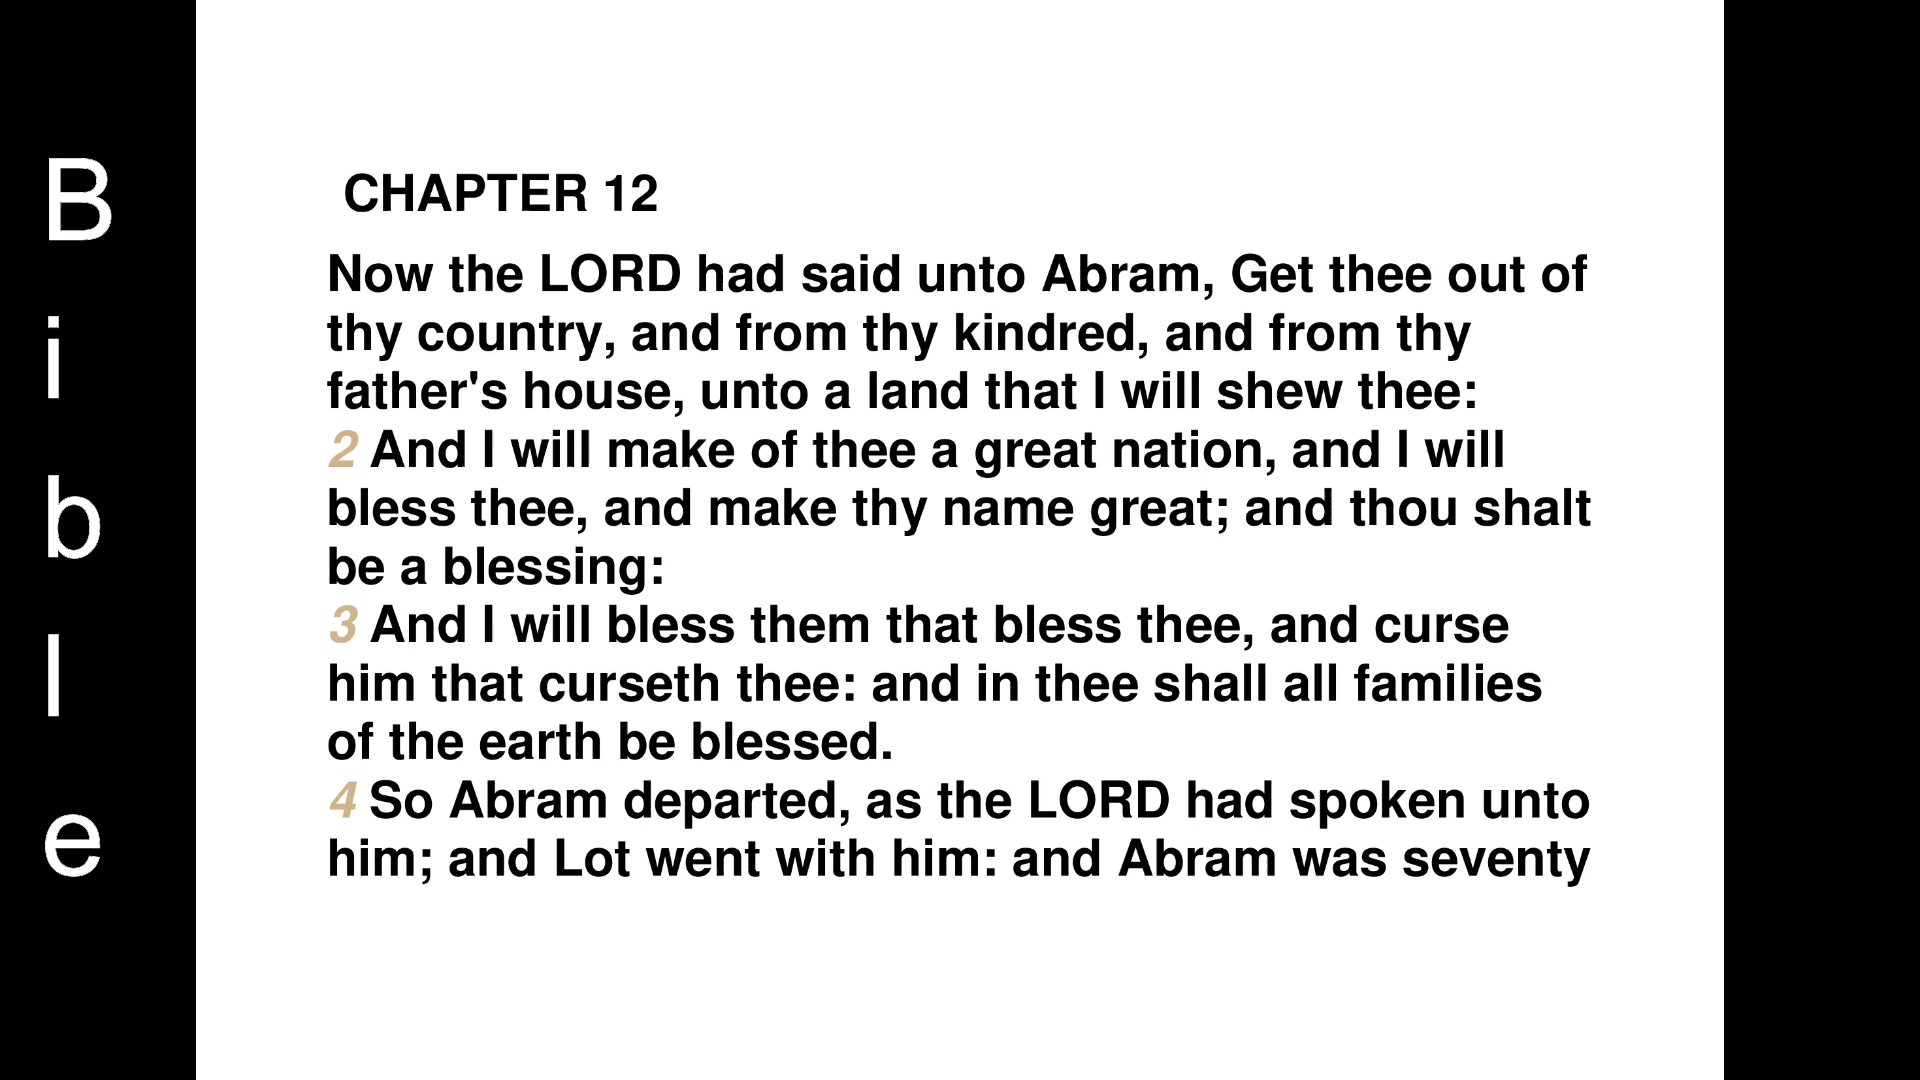 Bible
CHAPTER 12
Now the LORD had said unto Abram, Get thee out of
thy country, and from thy kindred, and from thy
father's house, unto a land that I will shew thee:
2 And I will make of thee a great nation, and I will
bless thee, and make thy name great; and thou shalt
be a blessing:
3 And I will bless them that bless thee, and curse
him that curseth thee: and in thee shall all families
of the earth be blessed.
4 So Abram departed, as the LORD had spoken unto
him; and Lot went with him: and Abram was seventy